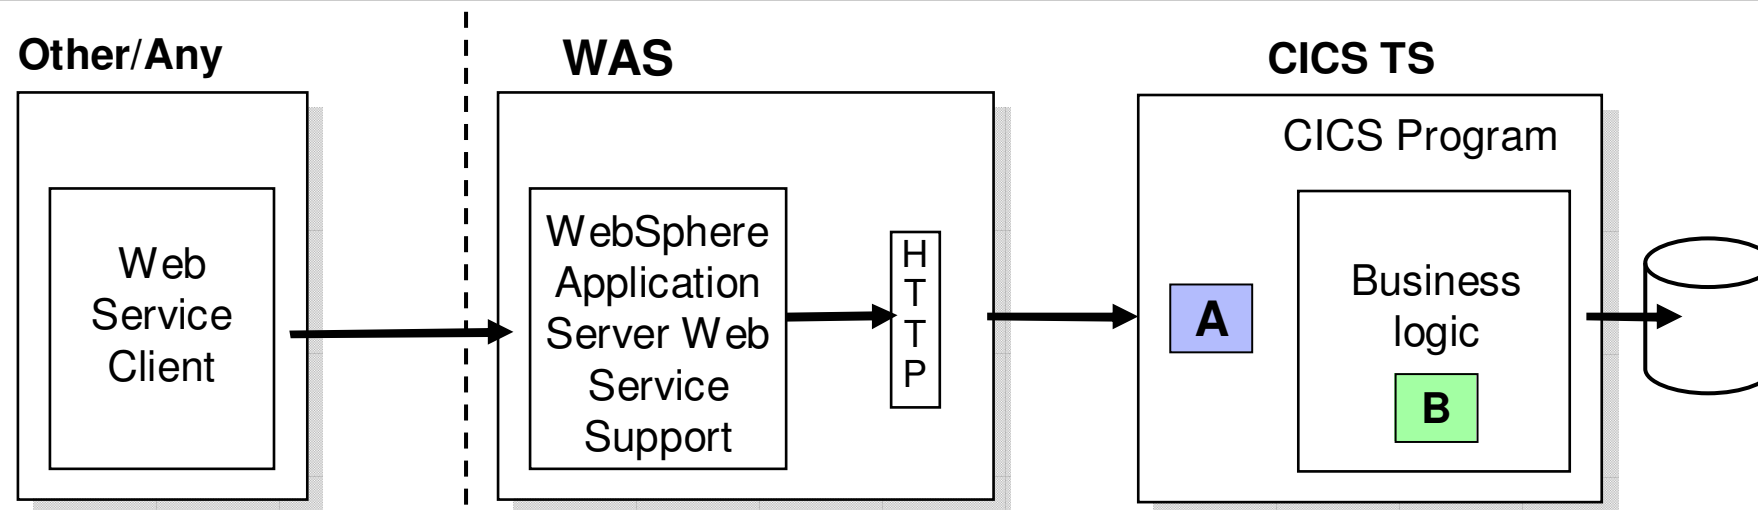 Other/Any
WAS
CICS TS
Web
Service
Client
WebSphere
Application
Server Web
Service
Support
H
T
T
P
CICS Program
A
Business
logic
B